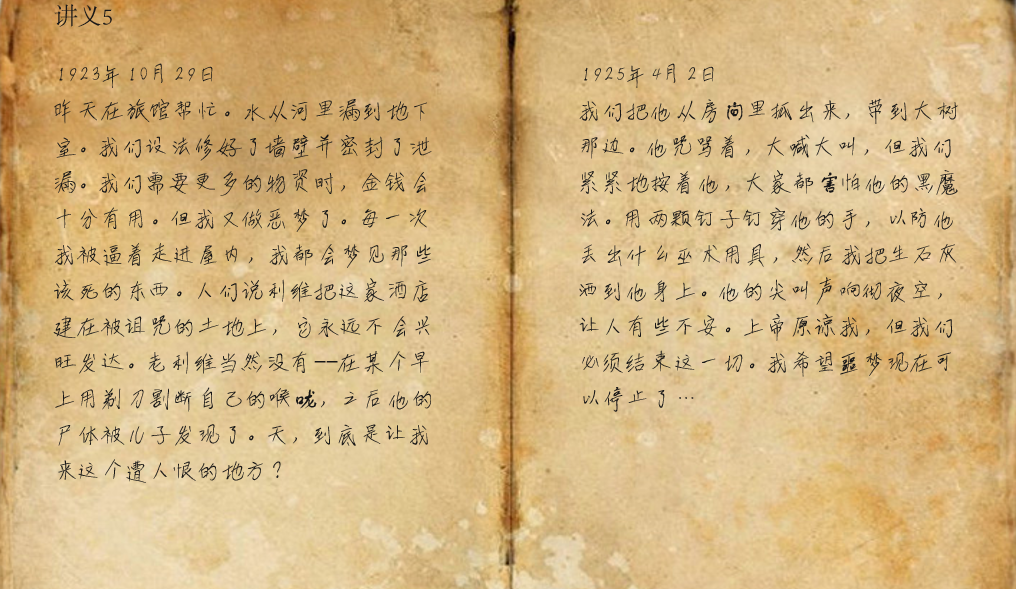 讲义5
1923年 10月 29日
昨天在旅馆帮忙。水从河里漏到地下
室。我们设法修好了墙壁并密封了泄
漏。我们需要更多的物资时，金钱会
十分有用。但我又做恶梦了。每一次
我被逼着走进屋内，我都会梦见那些
该死的东西。人们说利维把这家酒店
建在被诅咒的土地上，它永远不会兴
旺发达。老利维当然没有——在某个早
上用剃刀割断自己的喉咙，之后他的
尸体被儿子发现了。天，到底是让我
来这个遭人恨的地方？
1925年 4月 2日
我们把他从房间里抓出来，带到大树
那边。他咒骂着，大喊大叫，但我们
紧紧地按着他，大家都害怕他的黑魔
法。用两颗钉子钉穿他的手，以防他
丢出什么巫术用具，然后我把生石灰
洒到他身上。他的尖叫声响彻夜空，
让人有些不安。上帝原谅我，但我们
必须结束这一切。我希望噩梦现在可
以停止了…